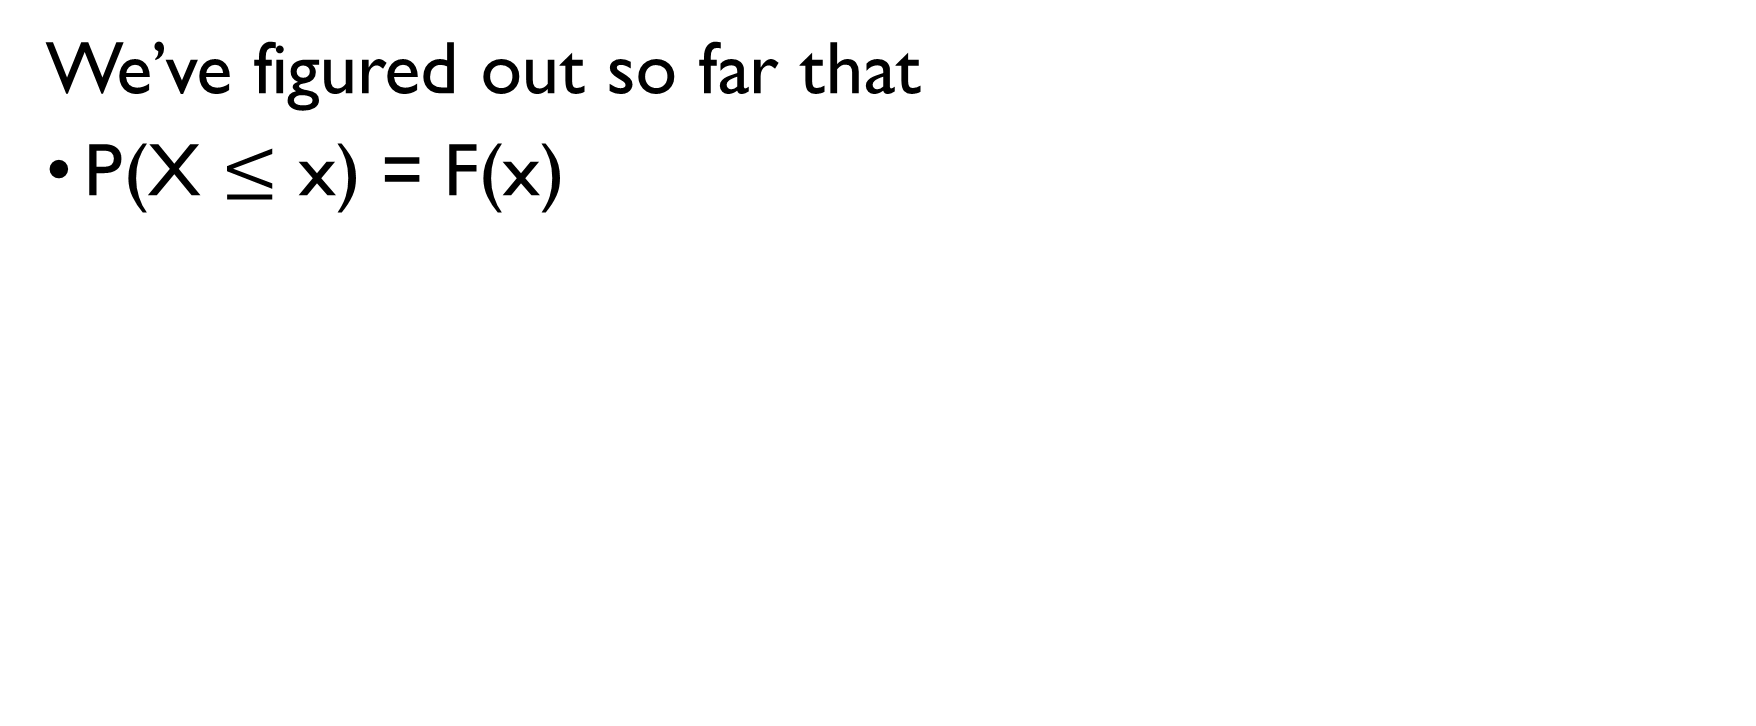 We’ve figured out so far that
• P(X ≤ x) = F(x)